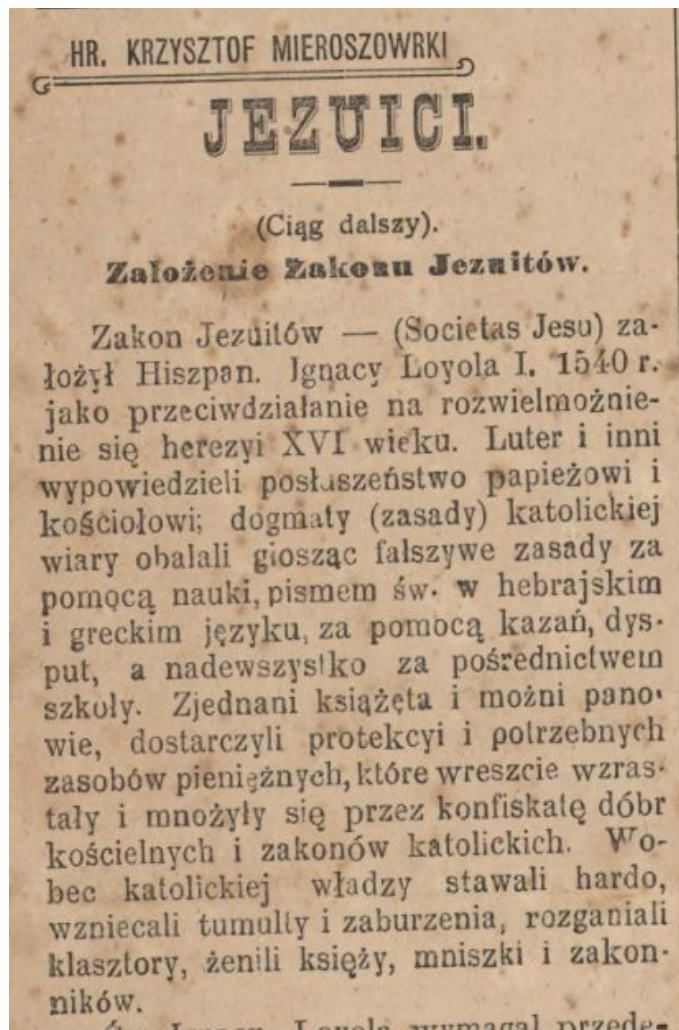 HR. KRZYSZTOF MIEROSZOWRKI
JEZUICI.
(Ciąg dalszy).
Założenie Zakonu Jezuitów.
Zakon Jezuitów — (Societas Jesu) za-
łożył Hiszpan. Ignacy Loyola I. 1540 r.
jako przeciwdziałanie na rozwielmożnie-
nie się herezyi XVI wieku. Luter i inni
wypowiedzieli posłuszeństwo papieżowi i
kościołowi; dogmaty (zasady) katolickiej
wiary obalali głosząc fałszywe zasady za
pomocą nauki, pismem św. w hebrajskim
i greckim języku, za pomocą kazań, dys-
put, a nadewszystko za pośrednictwem
szkoły. Zjednani książęta i możni pano-
wie, dostarczyli protekcyi i potrzebnych
zasobów pieniężnych, które wreszcie wzras-
tały i mnożyły się przez konfiskatę dóbr
kościelnych i zakonów katolickich. Wo-
bec katolickiej władzy stawali hardo,
wzniecali tumulty i zaburzenia, rozganiali
klasztory, żenili księży, mniszki i zakon-
ników.
Św. Ignacy Loyola wymagał przede-